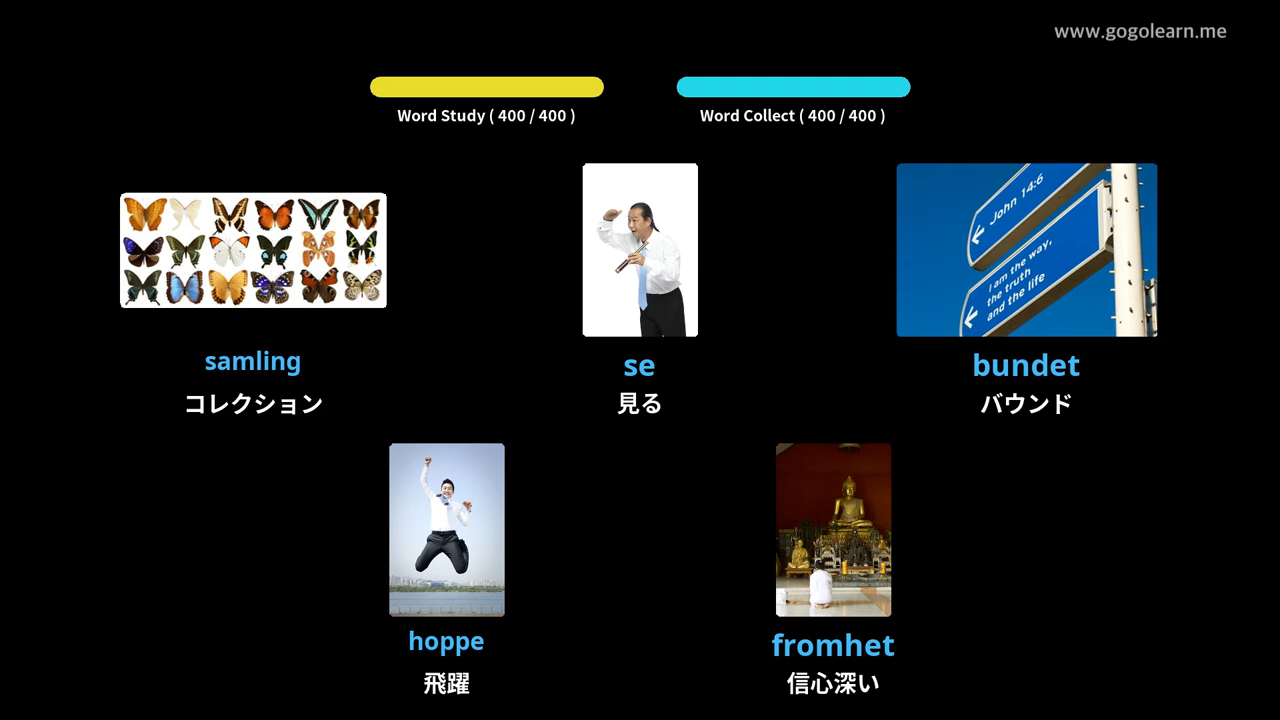 www.gogolearn.me
Word Study ( 400 / 400 )
Word Collect ( 400 / 400 )
John 14:6
I am the way,
the truth
and the life
samling
コレクション
se
見る
bundet
バウンド
hoppe
飛躍
fromhet
信心深い